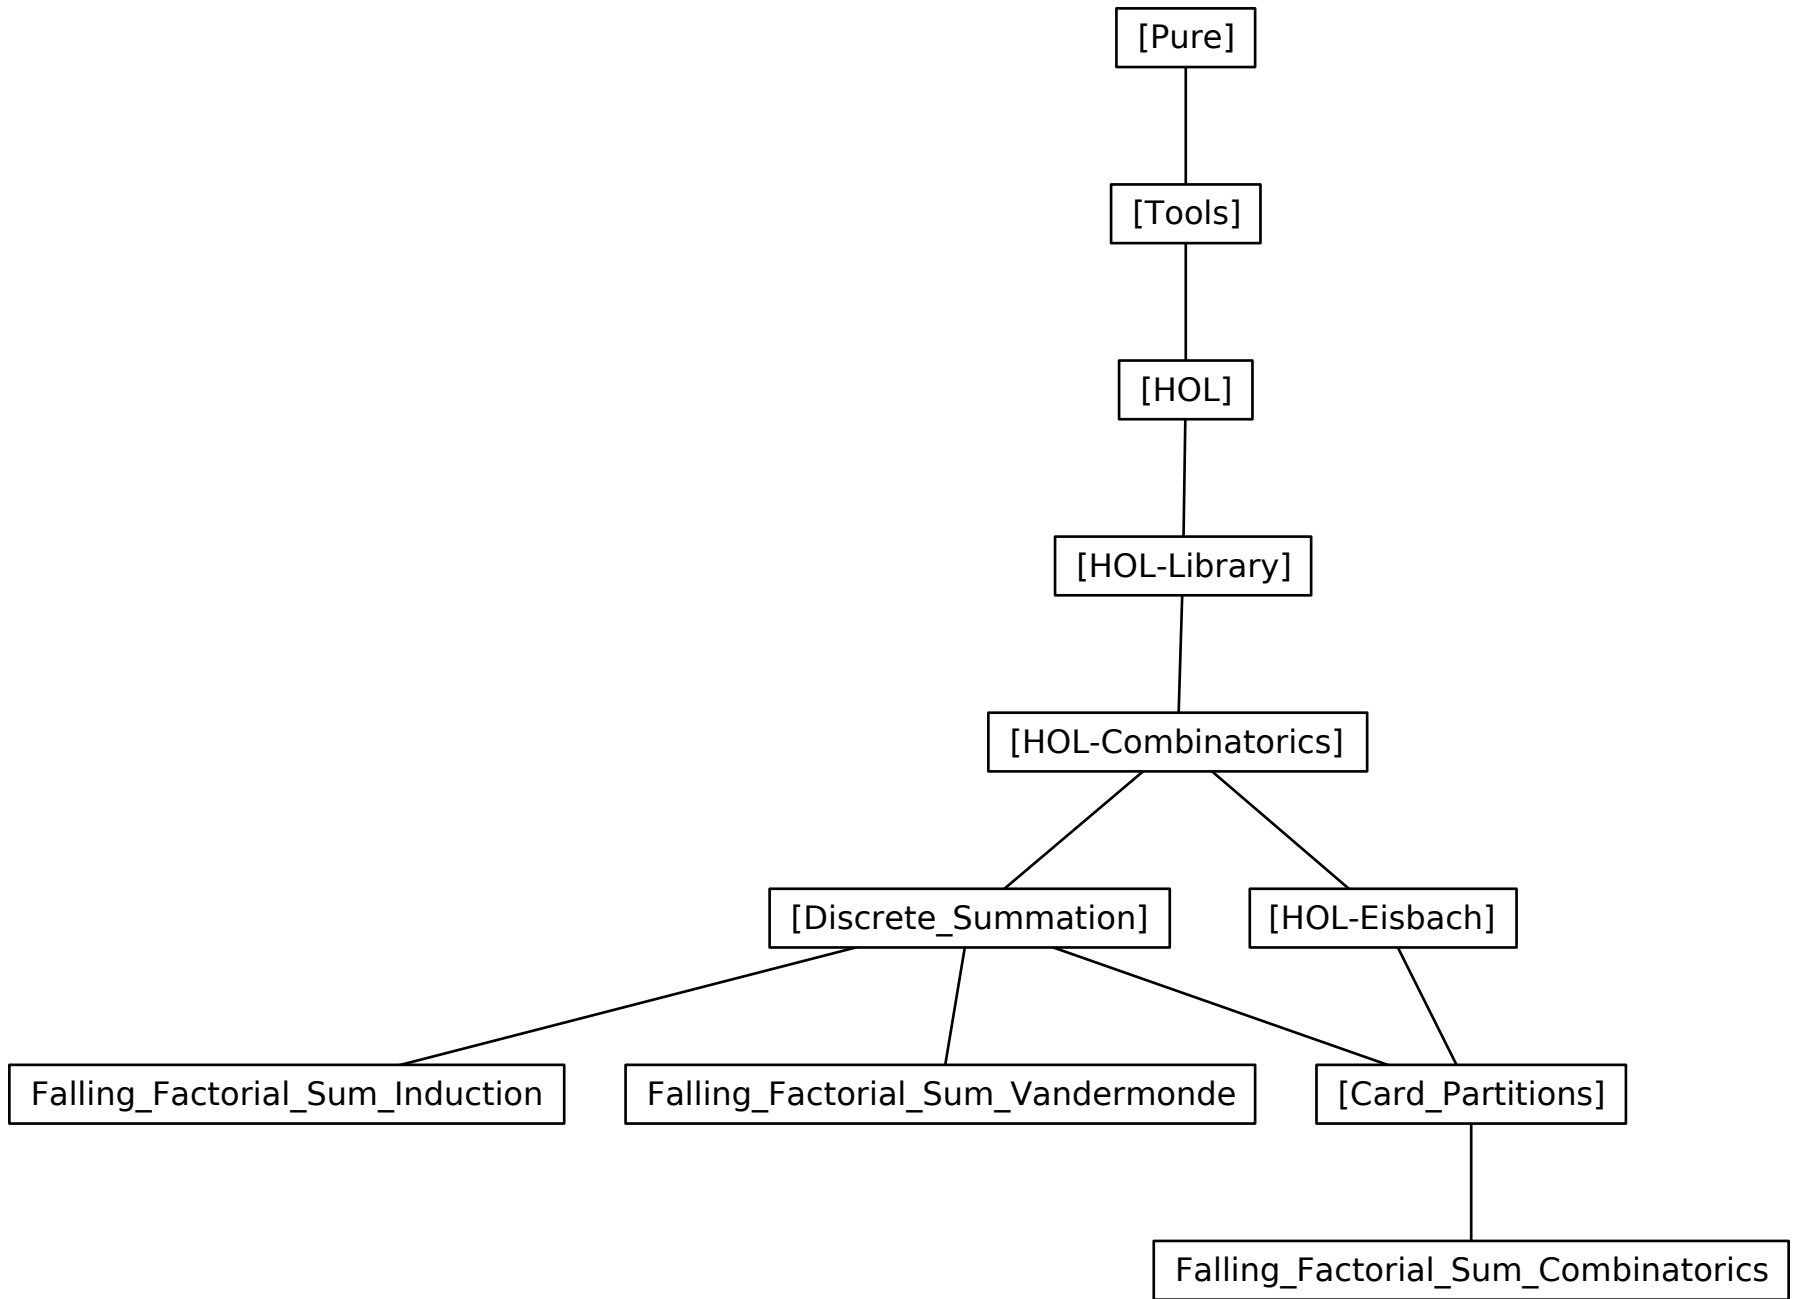 [Pure]
[Tools]
[HOL]
[HOL-Library]
[HOL-Combinatorics]
[Discrete_Summation]
[HOL-Eisbach]
Falling_Factorial_Sum_Induction
Falling_Factorial_Sum_Vandermonde
[Card_Partitions]
Falling_Factorial_Sum_Combinatorics